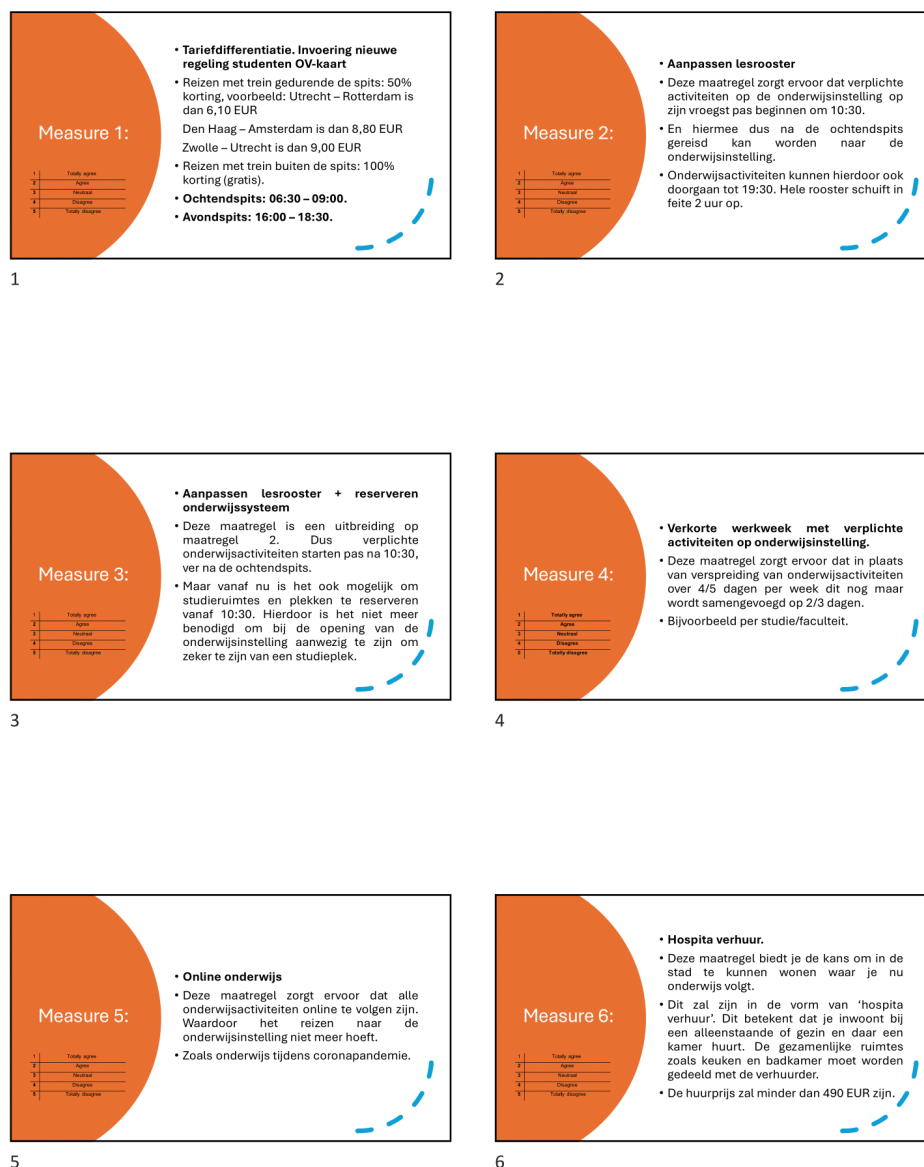 Measure 1:
1 Totally agree
2 Agree
3 Neutraal
4 Disagree
5 Totally disagree
• Tariefdifferentiatie. Invoering nieuwe
regeling studenten OV-kaart
• Reizen met trein gedurende de spits: 50%
korting, voorbeeld: Utrecht – Rotterdam is
dan 6,10 EUR
Den Haag – Amsterdam is dan 8,80 EUR
Zwolle – Utrecht is dan 9,00 EUR
• Reizen met trein buiten de spits: 100%
korting (gratis).
• Ochtendspits: 06:30 – 09:00.
• Avondspits: 16:00 – 18:30.
1
Measure 2:
1 Totally agree
2 Agree
3 Neutraal
4 Disagree
5 Totally disagree
• Aanpassen lesrooster
• Deze maatregel zorgt ervoor dat verplichte
activiteiten op de onderwijsinstelling op
zijn vroegst pas beginnen om 10:30.
• En hiermee dus na de ochtendspits
gereisd kan worden naar de
onderwijsinstelling.
• Onderwijsactiviteiten kunnen hierdoor ook
doorgaan tot 19:30. Hele rooster schuift in
feite 2 uur op.
2
Measure 3:
1 Totally agree
2 Agree
3 Neutraal
4 Disagree
5 Totally disagree
• Aanpassen lesrooster + reserveren
onderwijssysteem
• Deze maatregel is een uitbreiding op
maatregel 2. Dus verplichte
onderwijsactiviteiten starten pas na 10:30,
ver na de ochtendspits.
• Maar vanaf nu is het ook mogelijk om
studieruimtes en plekken te reserveren
vanaf 10:30. Hierdoor is het niet meer
benodigd om bij de opening van de
onderwijsinstelling aanwezig te zijn om
zeker te zijn van een studieplek.
3
Measure 4:
1 Totally agree
2 Agree
3 Neutraal
4 Disagree
5 Totally disagree
• Verkorte werkweek met verplichte
activiteiten op onderwijsinstelling.
• Deze maatregel zorgt ervoor dat in plaats
van verspreiding van onderwijsactiviteiten
over 4/5 dagen per week dit nog maar
wordt samengevoegd op 2/3 dagen.
• Bijvoorbeeld per studie/faculteit.
4
Measure 5:
1 Totally agree
2 Agree
3 Neutraal
4 Disagree
5 Totally disagree
• Online onderwijs
• Deze maatregel zorgt ervoor dat alle
onderwijsactiviteiten online te volgen zijn.
Waardoor het reizen naar de
onderwijsinstelling niet meer hoeft.
• Zoals onderwijs tijdens coronapandemie.
5
Measure 6:
1 Totally agree
2 Agree
3 Neutraal
4 Disagree
5 Totally disagree
• Hospita verhuur.
• Deze maatregel biedt je de kans om in de
stad te kunnen wonen waar je nu
onderwijs volgt.
• Dit zal zijn in de vorm van ‘hospita
verhuur’. Dit betekent dat je inwoont bij
een alleenstaande of gezin en daar een
kamer huurt. De gezamenlijke ruimtes
zoals keuken en badkamer moet worden
gedeeld met de verhuurder.
• De huurprijs zal minder dan 490 EUR zijn.
6